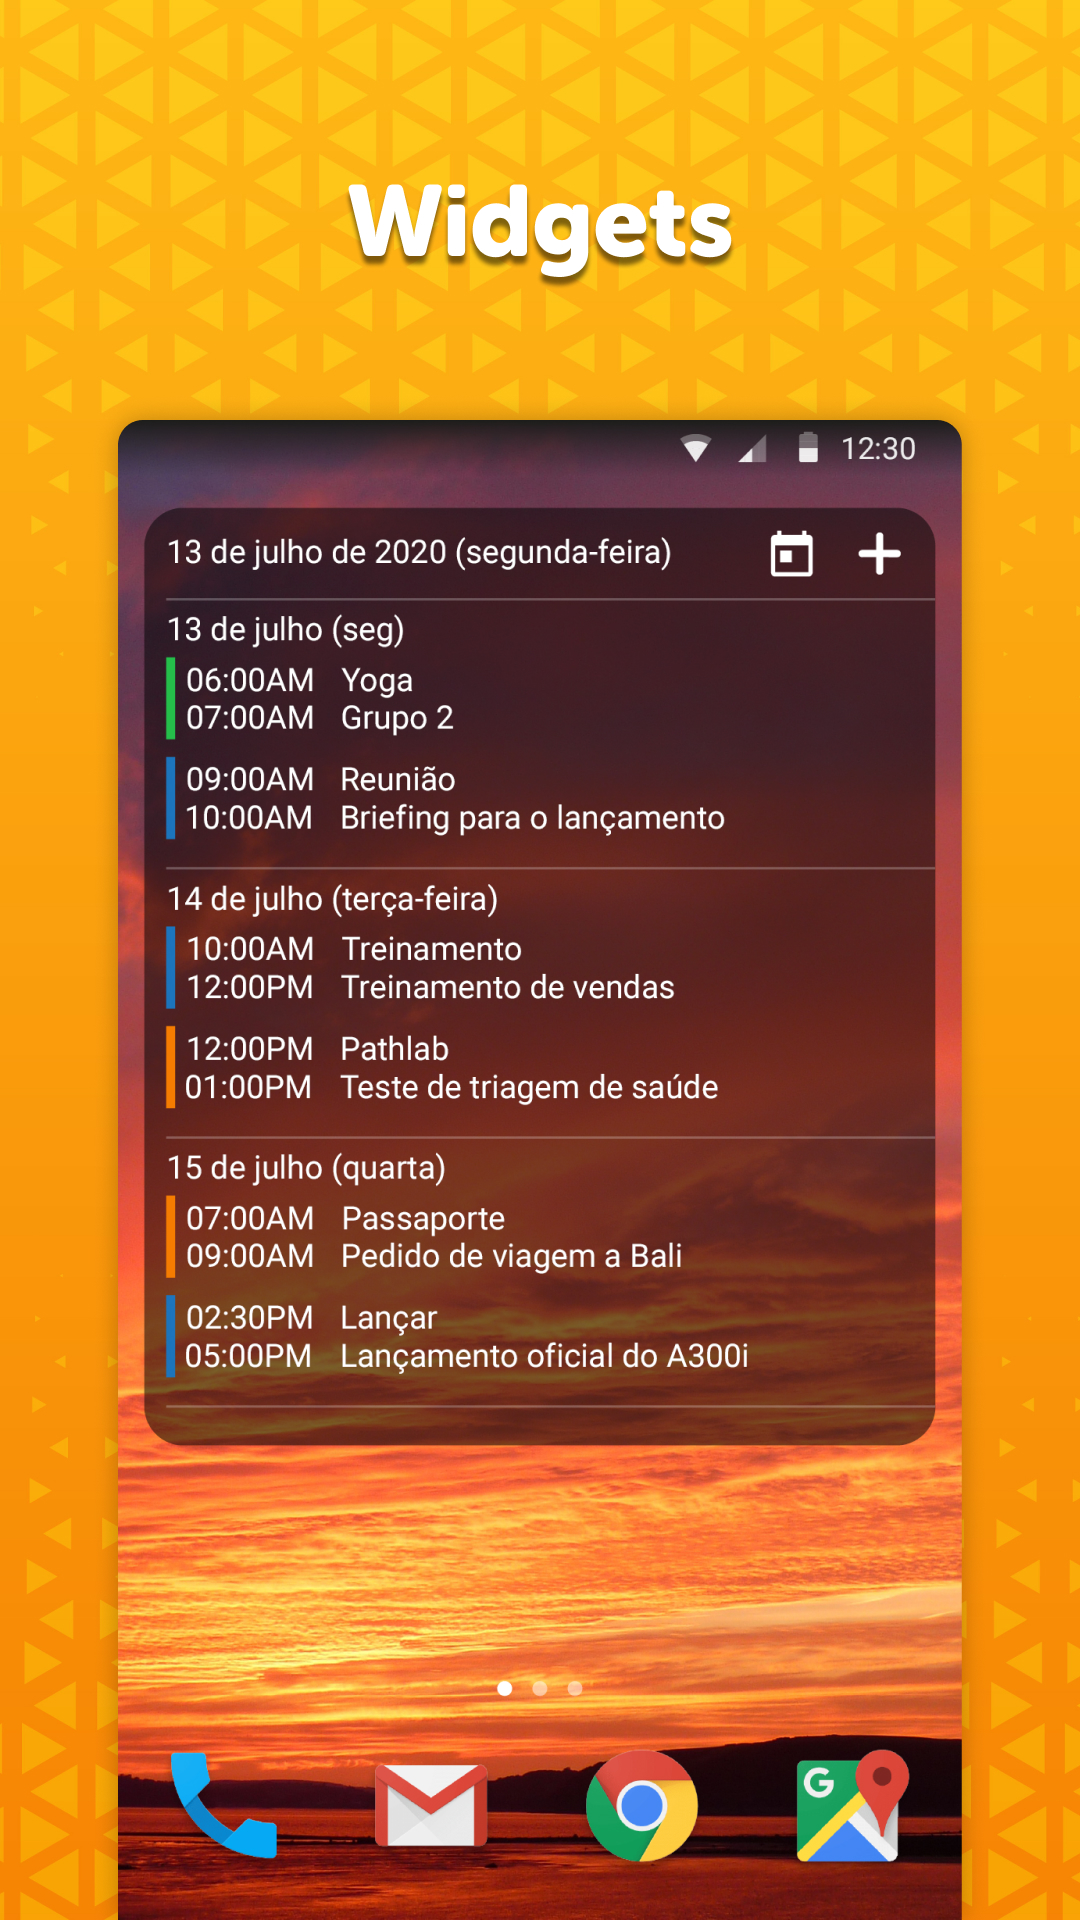 Widgets
12:30
13 de julho de 2020 (segunda-feira)
13 de julho (seg)
06:00AM Yoga
07:00AM Grupo 2
09:00AM Reunião
10:00AM Briefing para o lançamento
14 de julho (terça-feira)
10:00AM Treinamento
12:00PM Treinamento de vendas
12:00PM Pathlab
01:00PM Teste de triagem de saúde
15 de julho (quarta)
07:00AM Passaporte
09:00AM Pedido de viagem a Bali
02:30PM Lançar
05:00PM Lançamento oficial do A300i
G